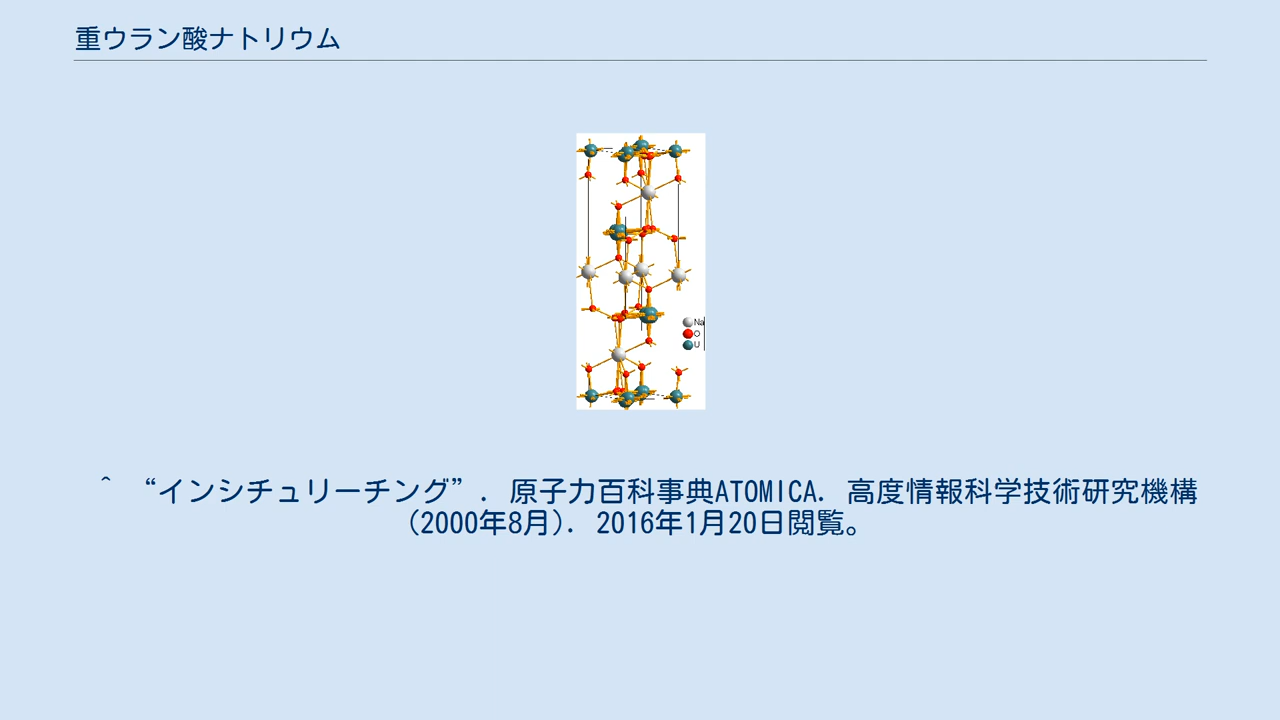 重ウラン酸ナトリウム
Na
O
U
^ “インシチュリーチング”. 原子力百科事典ATOMICA. 高度情報科学技術研究機構
(2000年8月). 2016年1月20日閲覧。